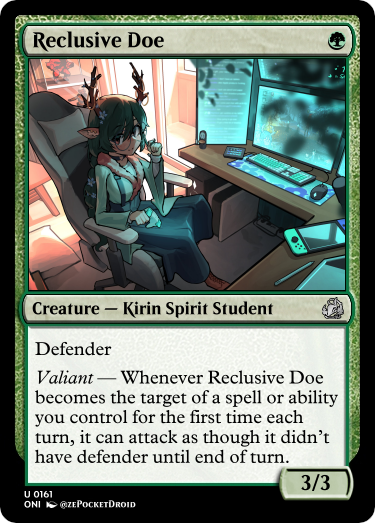 Reclusive Doe
Creature — Kirin Spirit Student
Defender
Valiant — Whenever Reclusive Doe
becomes the target of a spell or ability
you control for the first time each
turn, it can attack as though it didn't
have defender until end of turn.
3/3
U 0161
ONI @zePocketDroid